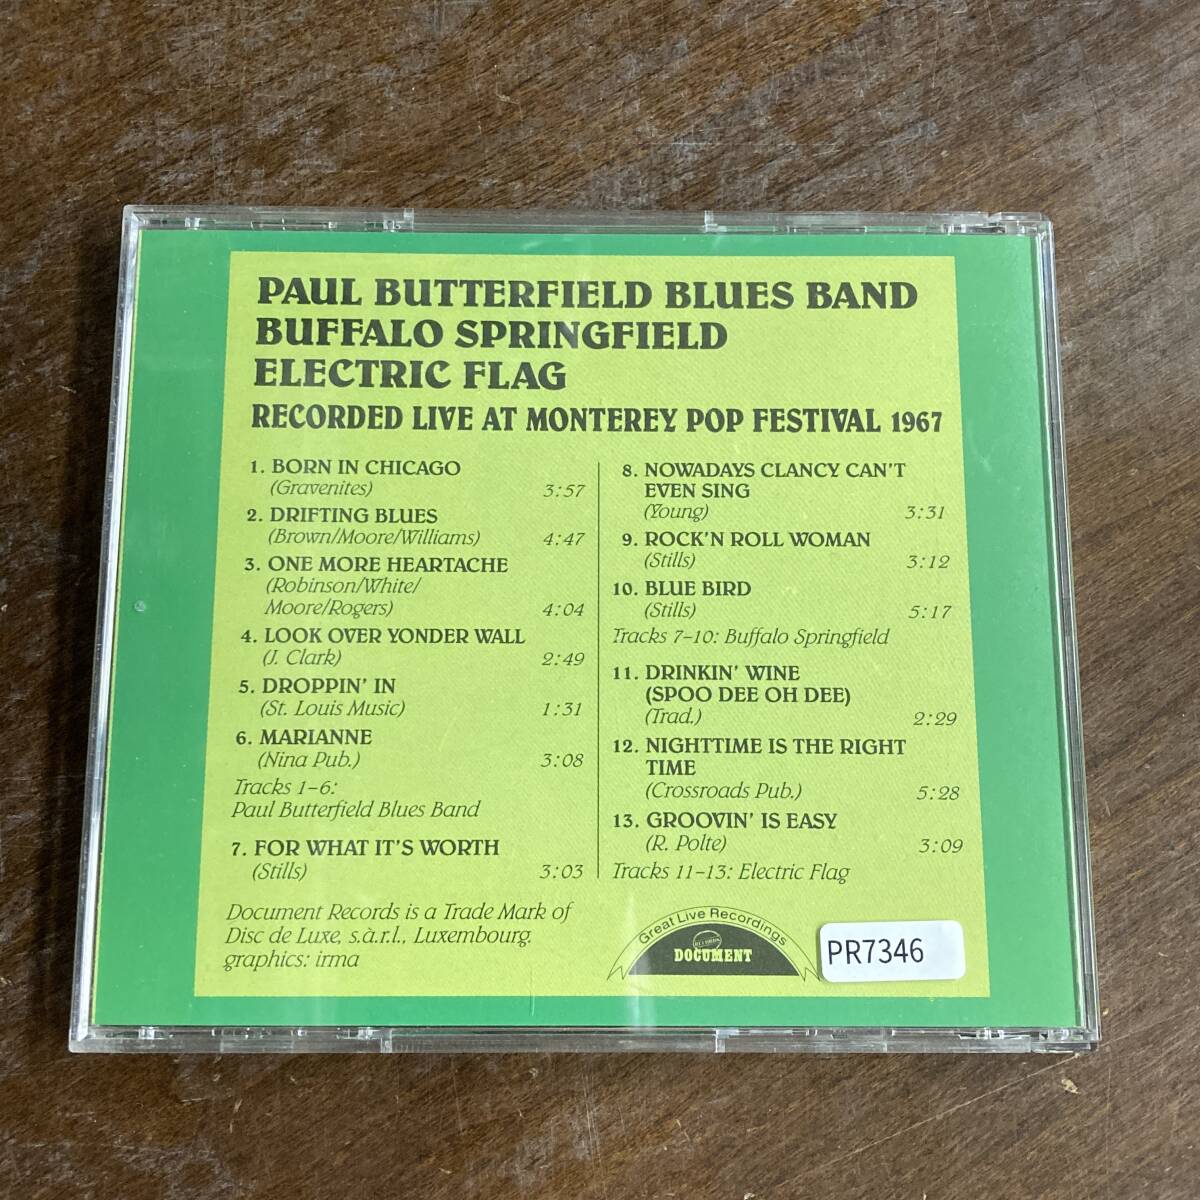 PAUL BUTTERFIELD BLUES BAND
BUFFALO SPRINGFIELD
ELECTRIC FLAG
RECORDED LIVE AT MONTEREY POP FESTIVAL 1967
1. BORN IN CHICAGO
(Gravenites) 3:57
2. DRIFTING BLUES
(Brown/Moore/Williams) 4:47
3. ONE MORE HEARTACHE
(Robinson/White/
Moore/Rogers) 4:04
4. LOOK OVER YONDER WALL
(J. Clark) 2:49
5. DROPPIN' IN
(St. Louis Music) 1:31
6. MARIANNE
(Nina Pub.) 3:08
Tracks 1–6:
Paul Butterfield Blues Band
7. FOR WHAT IT'S WORTH
(Stills) 3:03
8. NOWADAYS CLANCY CAN'T
EVEN SING
(Young) 3:31
9. ROCK'N ROLL WOMAN
(Stills) 3:12
10. BLUE BIRD
(Stills) 5:17
Tracks 7–10: Buffalo Springfield
11. DRINKIN' WINE
(SPOO DEE OH DEE)
(Trad.) 2:29
12. NIGHTTIME IS THE RIGHT
TIME
(Crossroads Pub.) 5:28
13. GROOVIN' IS EASY
(R. Polte) 3:09
Tracks 11–13: Electric Flag
Document Records is a Trade Mark of
Disc de Luxe, s.à.r.l., Luxembourg.
graphics: irma
Great Live Recordings
RECORDS
DOCUMENT
PR7346